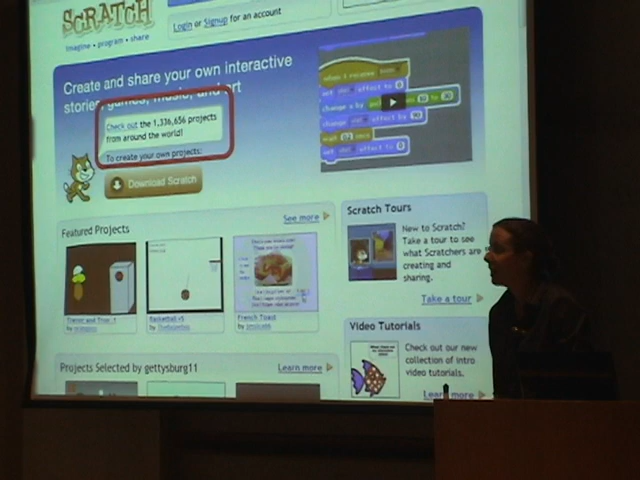 SCRATCH
imagine • program • share
Login or Signup for an account
Create and share your own interactive
stories, games, music, and art
Check out the 1,336,656 projects
from around the world!
To create your own projects:
Download Scratch
when I receive
set effect to 0
change by
change effect by
wait secs
set effect to 0
Featured Projects
See more
Basketball v5
by
French Toast
by
Scratch Tours
New to Scratch?
Take a tour to see
what Scratchers are
creating and
sharing.
Take a tour
Video Tutorials
Check out our new
collection of intro
video tutorials.
Learn more
Projects Selected by gettysburg11
Learn more